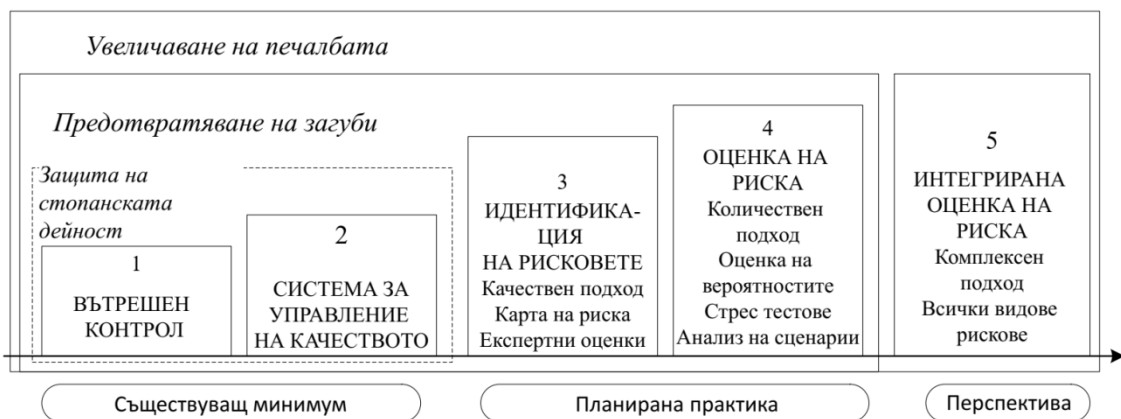 Увеличаване на печалбата
Предотвратяване на загуби
Защита на
стопанската
дейност
1
ВЪТРЕШЕН
КОНТРОЛ
2
СИСТЕМА ЗА
УПРАВЛЕНИЕ
НА КАЧЕСТВОТО
3
ИДЕНТИФИКА-
ЦИЯ
НА РИСКОВЕТЕ
Качествен подход
Карта на риска
Експертни оценки
4
ОЦЕНКА НА
РИСКА
Количествен
подход
Оценка на
вероятностите
Стрес тестове
Анализ на сценарии
5
ИНТЕГРИРАНА
ОЦЕНКА НА
РИСКА
Комплексен
подход
Всички видове
рискове
Съществуващ минимум
Планирана практика
Перспектива